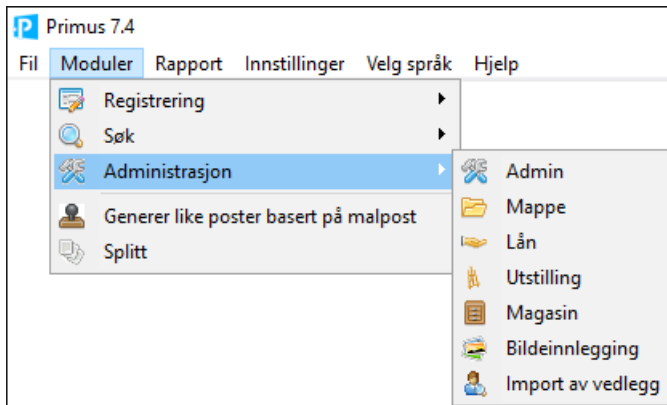 Primus 7.4
Fil Moduler Rapport Innstillinger Velg språk Hjelp
Registrering
Søk
Administrasjon
Generer like poster basert på malpost
Splitt
Admin
Mappe
Lån
Utstilling
Magasin
Bildeinnlegging
Import av vedlegg